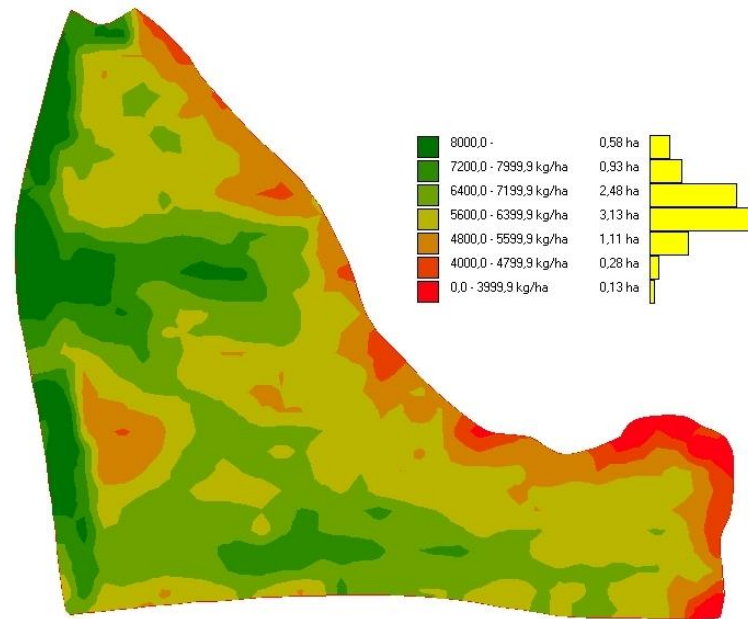 8000,0 - 0,58 ha
7200,0 - 7999,9 kg/ha 0,93 ha
6400,0 - 7199,9 kg/ha 2,48 ha
5600,0 - 6399,9 kg/ha 3,13 ha
4800,0 - 5599,9 kg/ha 1,11 ha
4000,0 - 4799,9 kg/ha 0,28 ha
0,0 - 3999,9 kg/ha 0,13 ha